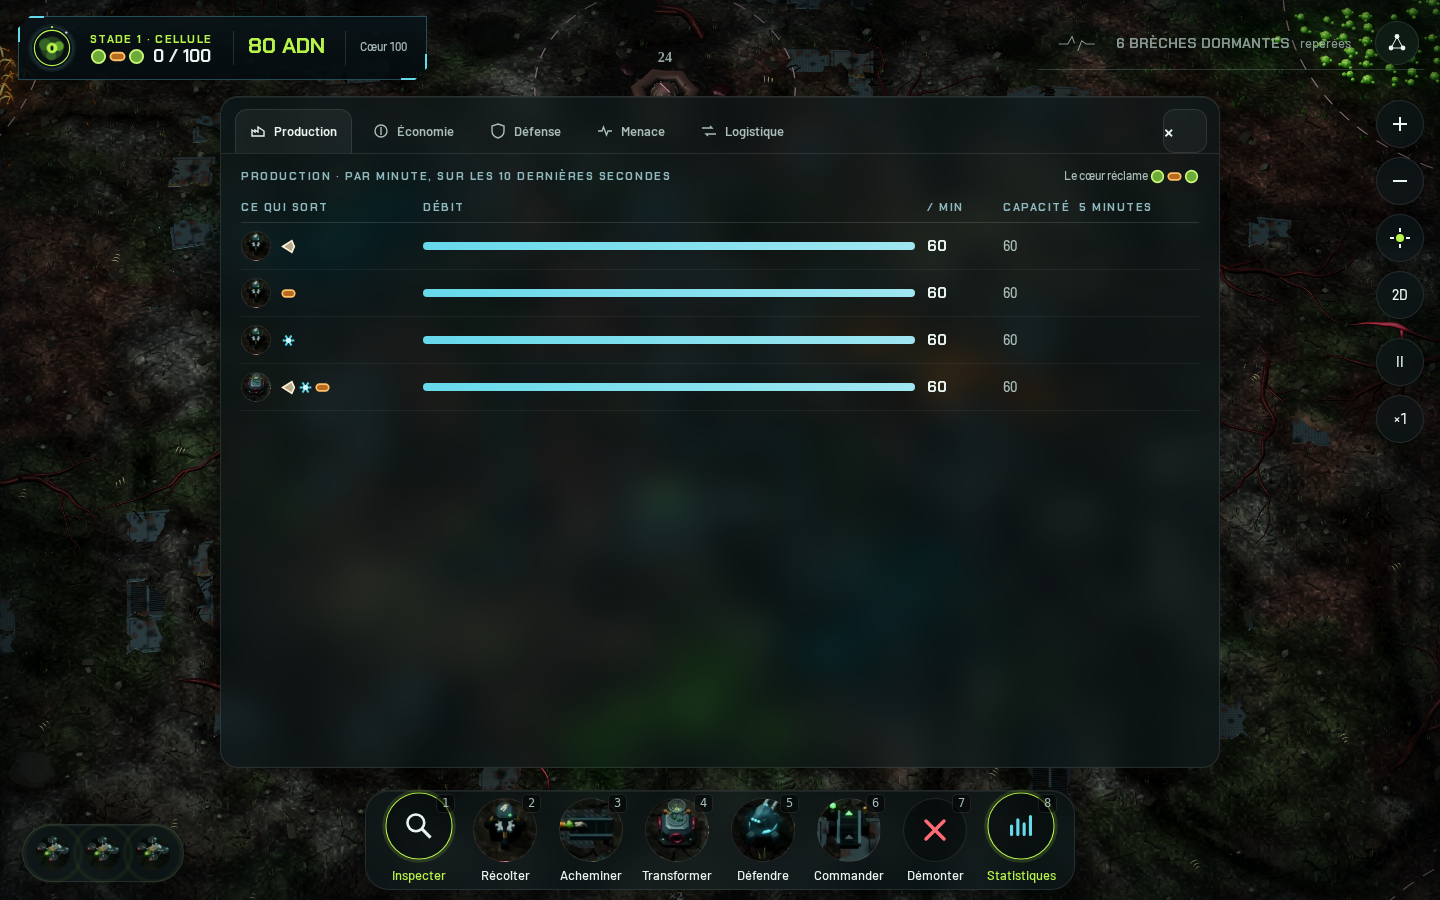 STADE 1 · CELLULE
0 / 100
80 ADN
Cœur 100
24
6 BRÈCHES DORMANTES repérées
Production
Économie
Défense
Menace
Logistique
×
PRODUCTION · PAR MINUTE, SUR LES 10 DERNIÈRES SECONDES
Le cœur réclame
CE QUI SORT
DÉBIT
/ MIN
CAPACITÉ
5 MINUTES
60
60
60
60
60
60
60
60
2D
×1
1
2
3
4
5
6
7
8
Inspecter
Récolter
Acheminer
Transformer
Défendre
Commander
Démonter
Statistiques
×2